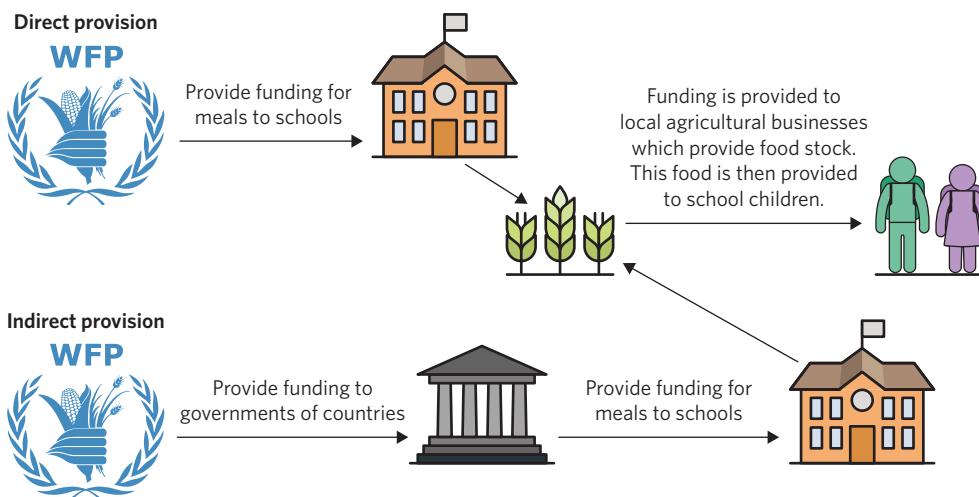 Direct provision
WFP
Provide funding for
meals to schools
Funding is provided to
local agricultural businesses
which provide food stock.
This food is then provided
to school children.
Indirect provision
WFP
Provide funding to
governments of countries
Provide funding for
meals to schools